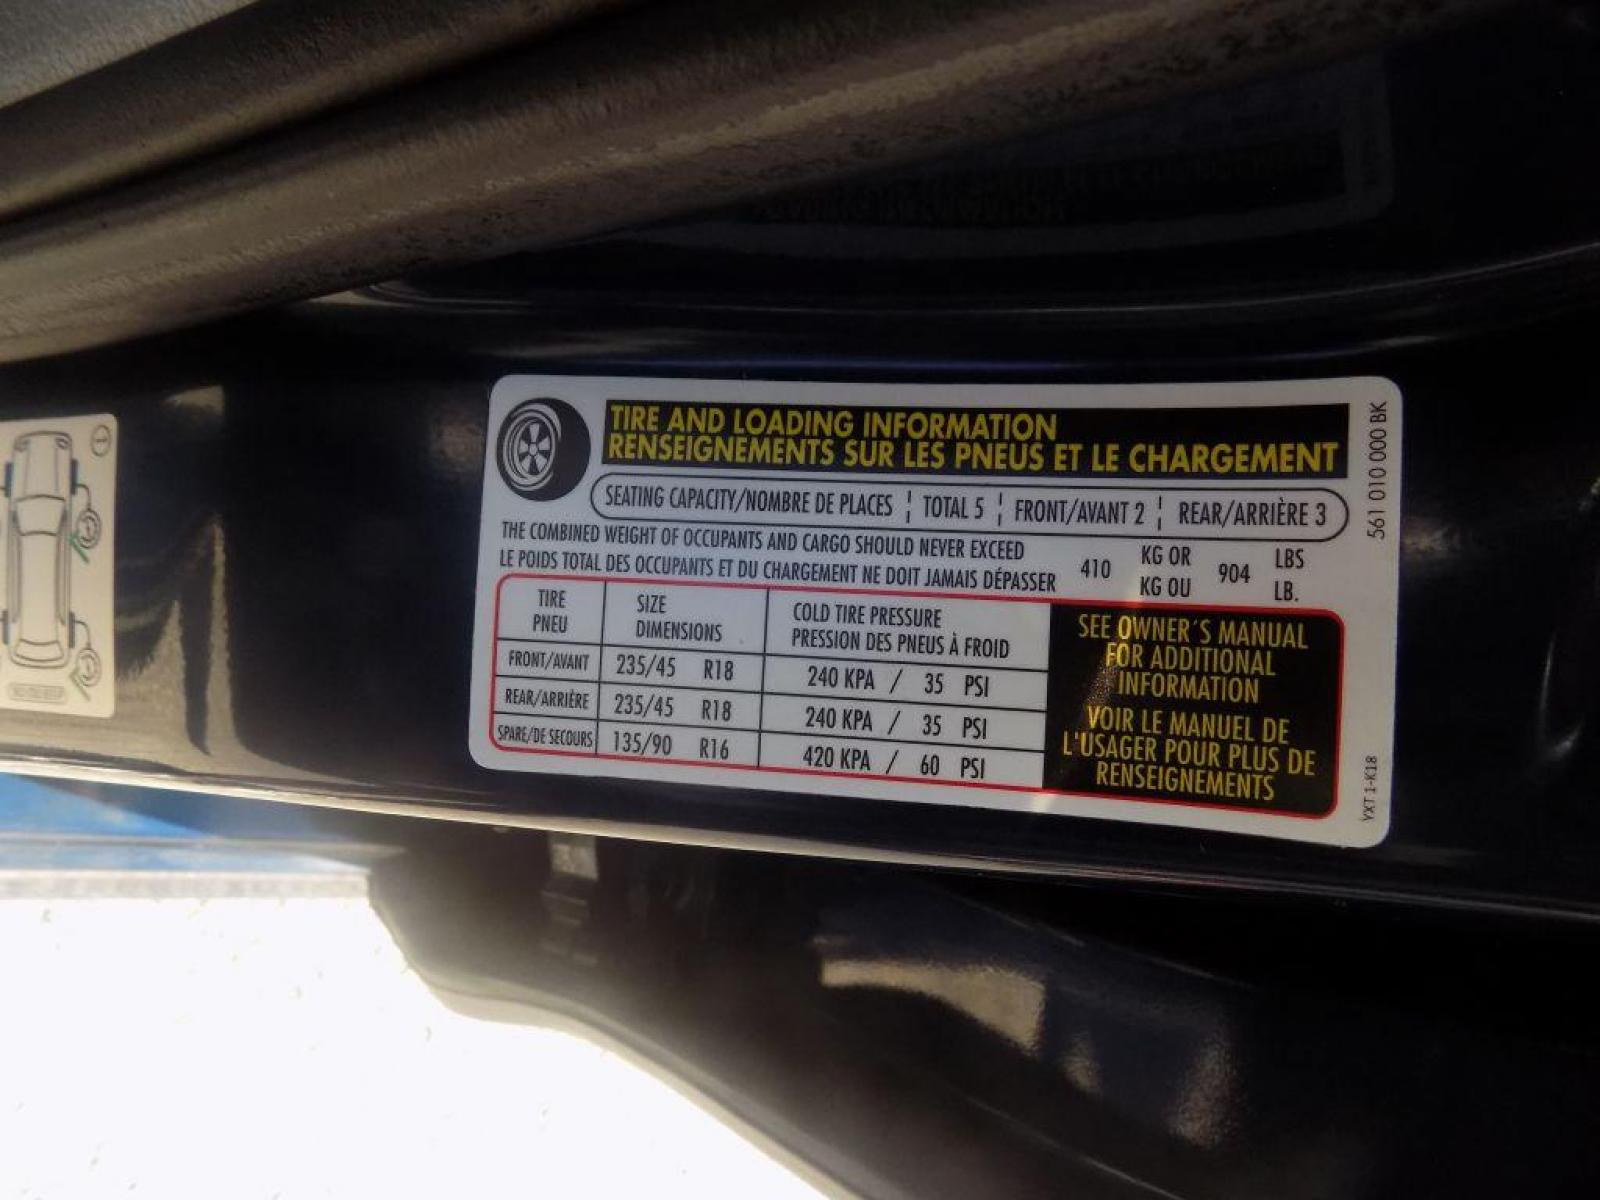 TIRE AND LOADING INFORMATION
RENSEIGNEMENTS SUR LES PNEUS ET LE CHARGEMENT
SEATING CAPACITY/NOMBRE DE PLACES ¦ TOTAL 5 ¦ FRONT/AVANT 2 ¦ REAR/ARRIÈRE 3
THE COMBINED WEIGHT OF OCCUPANTS AND CARGO SHOULD NEVER EXCEED
LE POIDS TOTAL DES OCCUPANTS ET DU CHARGEMENT NE DOIT JAMAIS DÉPASSER
410
KG OR
KG OU
904
LBS
LB.
TIRE
PNEU
SIZE
DIMENSIONS
COLD TIRE PRESSURE
PRESSION DES PNEUS À FROID
FRONT/AVANT 235/45 R18 240 KPA / 35 PSI
REAR/ARRIÈRE 235/45 R18 240 KPA / 35 PSI
SPARE/DE SECOURS 135/90 R16 420 KPA / 60 PSI
SEE OWNER´S MANUAL
FOR ADDITIONAL
INFORMATION
VOIR LE MANUEL DE
L'USAGER POUR PLUS DE
RENSEIGNEMENTS
561 010 000 BK
YXT 1-K18